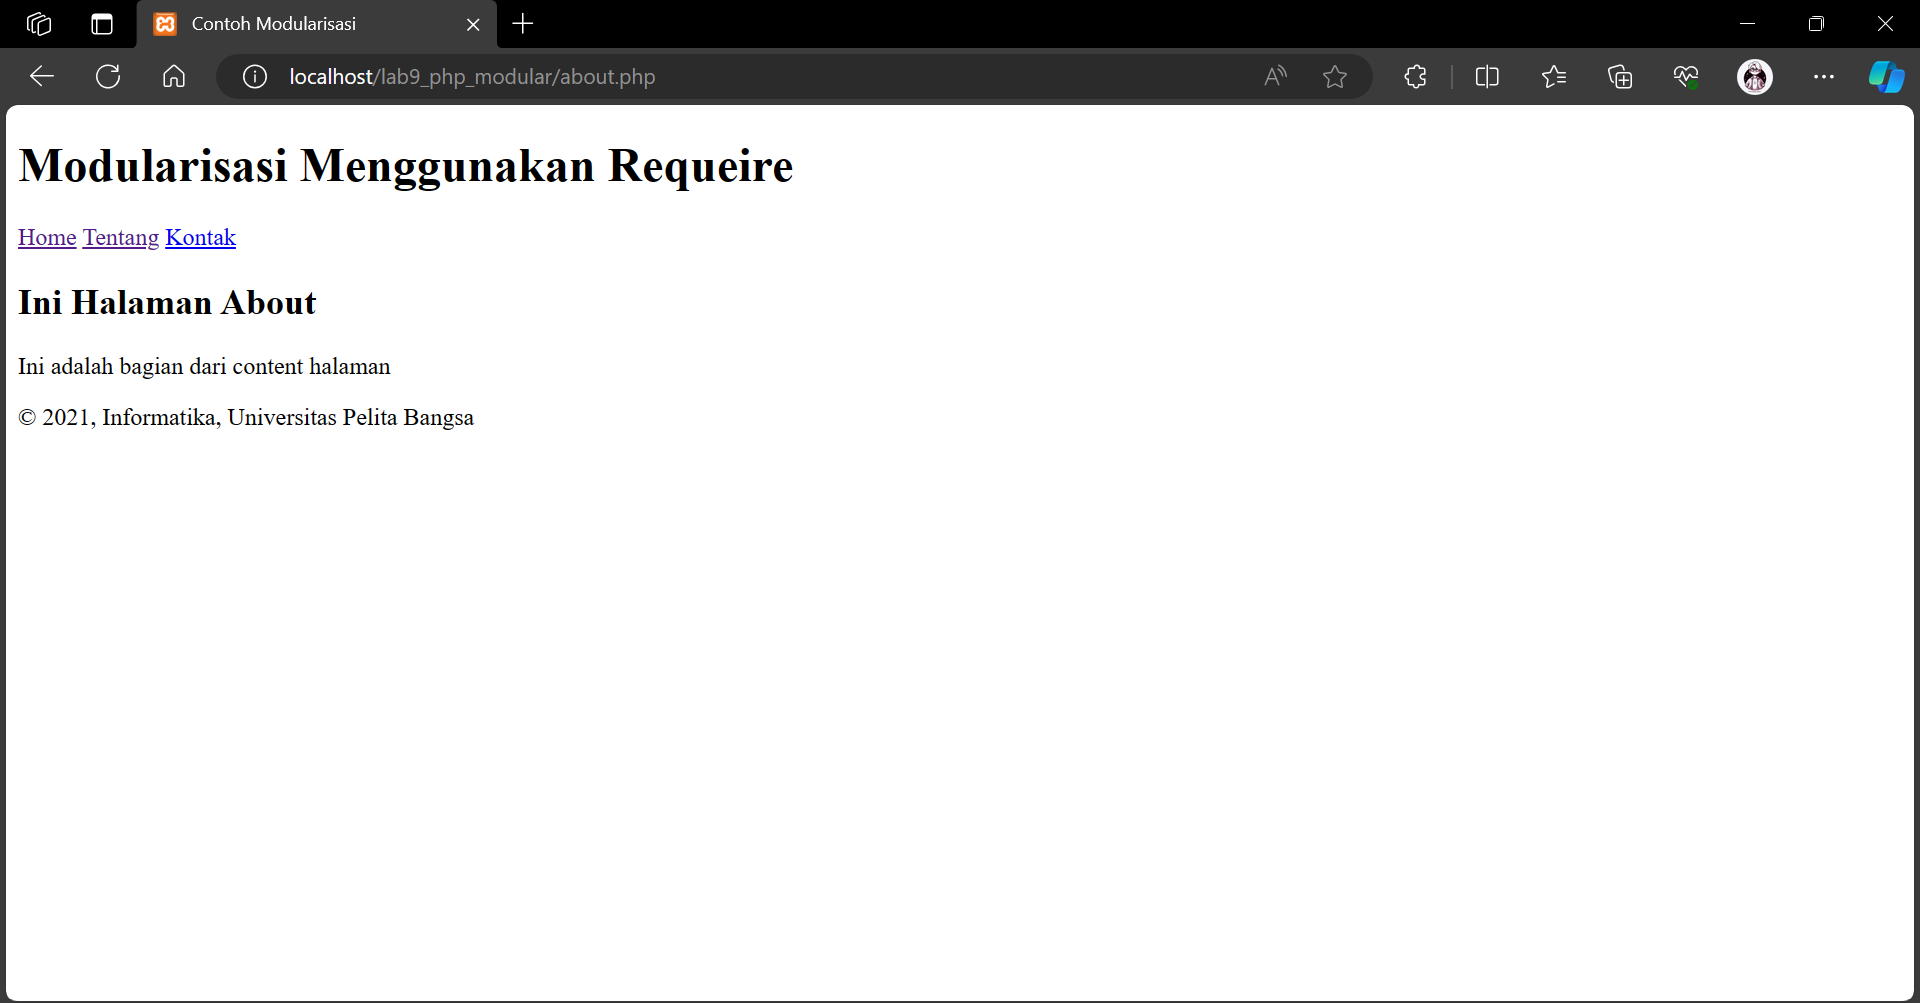 Contoh Modularisasi
localhost/lab9_php_modular/about.php
Modularisasi Menggunakan Requeire
Home Tentang Kontak
Ini Halaman About
Ini adalah bagian dari content halaman
© 2021, Informatika, Universitas Pelita Bangsa